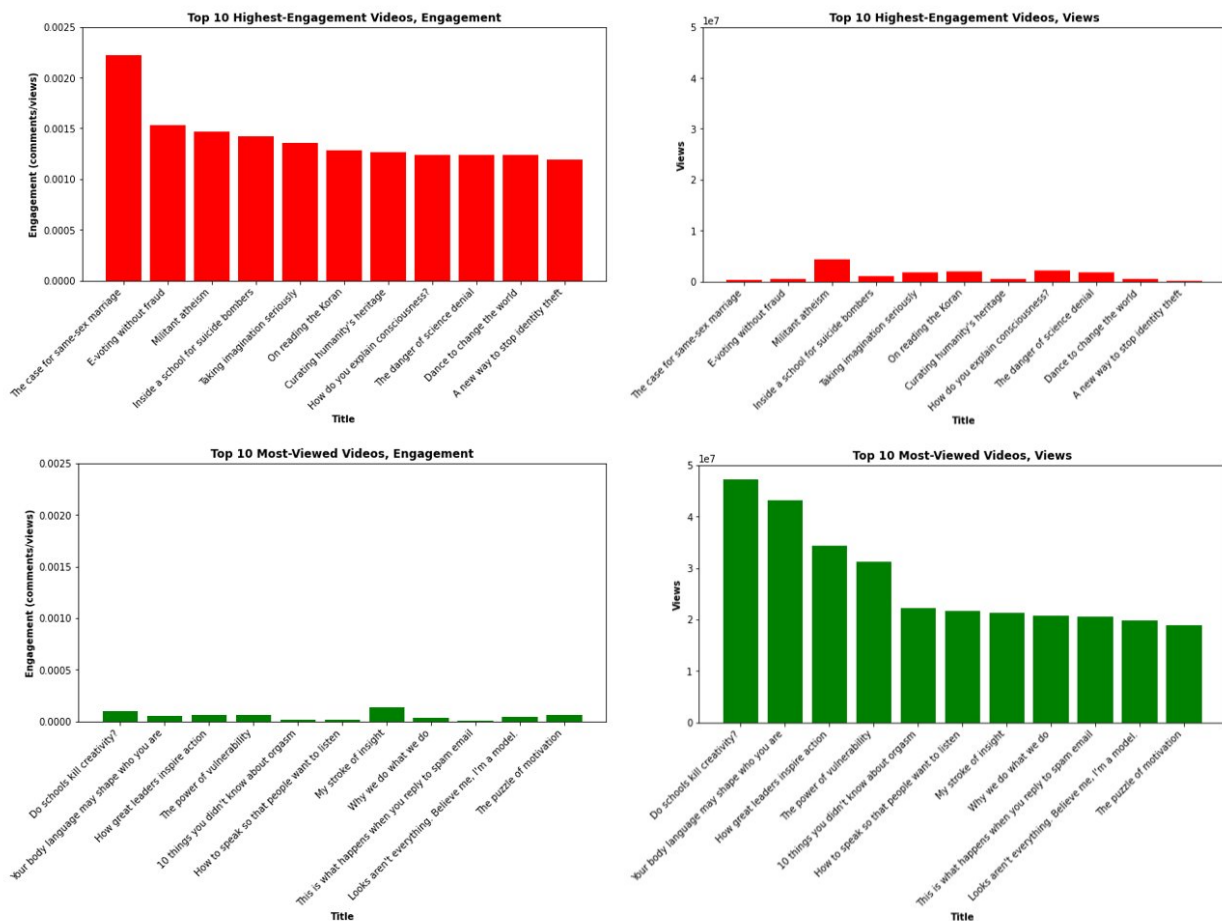 Top 10 Highest-Engagement Videos, Engagement
Engagement (comments/views)
0.0025
0.0020
0.0015
0.0010
0.0005
0.0000
The case for same-sex marriage
E-voting without fraud
Militant atheism
Inside a school for suicide bombers
Taking imagination seriously
On reading the Koran
Curating humanity's heritage
How do you explain consciousness?
The danger of science denial
Dance to change the world
A new way to stop identity theft
Title
Top 10 Highest-Engagement Videos, Views
1e7
Views
5
4
3
2
1
0
The case for same-sex marriage
E-voting without fraud
Militant atheism
Inside a school for suicide bombers
Taking imagination seriously
On reading the Koran
Curating humanity's heritage
How do you explain consciousness?
The danger of science denial
Dance to change the world
A new way to stop identity theft
Title
Top 10 Most-Viewed Videos, Engagement
Engagement (comments/views)
0.0025
0.0020
0.0015
0.0010
0.0005
0.0000
Do schools kill creativity?
Your body language may shape who you are
How great leaders inspire action
The power of vulnerability
10 things you didn't know about orgasm
How to speak so that people want to listen
My stroke of insight
Why we do what we do
This is what happens when you reply to spam email
Looks aren't everything. Believe me, I'm a model.
The puzzle of motivation
Title
Top 10 Most-Viewed Videos, Views
1e7
Views
5
4
3
2
1
0
Do schools kill creativity?
Your body language may shape who you are
How great leaders inspire action
The power of vulnerability
10 things you didn't know about orgasm
How to speak so that people want to listen
My stroke of insight
Why we do what we do
This is what happens when you reply to spam email
Looks aren't everything. Believe me, I'm a model.
The puzzle of motivation
Title